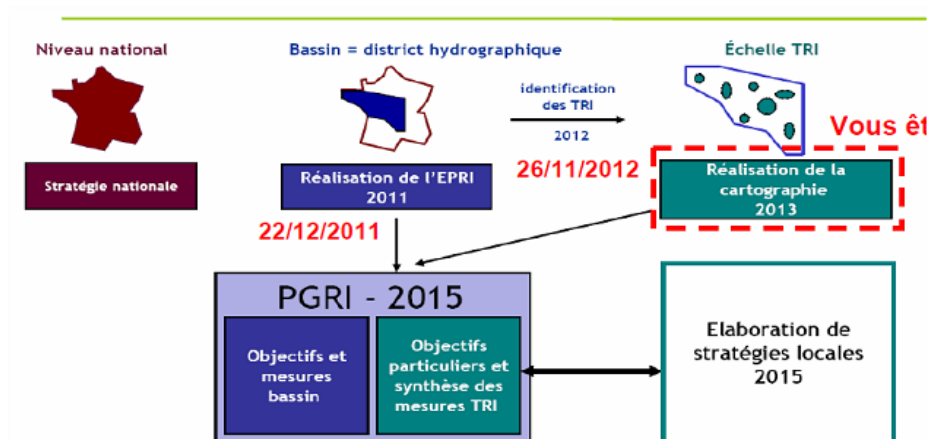 Niveau national
Bassin = district hydrographique
Échelle TRI
identification
des TRI
2012
Vous êt
26/11/2012
Stratégie nationale
Réalisation de l'EPRI
2011
Réalisation de la
cartographie
2013
22/12/2011
PGRI - 2015
Objectifs et
mesures
bassin
Objectifs
particuliers et
synthèse des
mesures TRI
Elaboration de
stratégies locales
2015